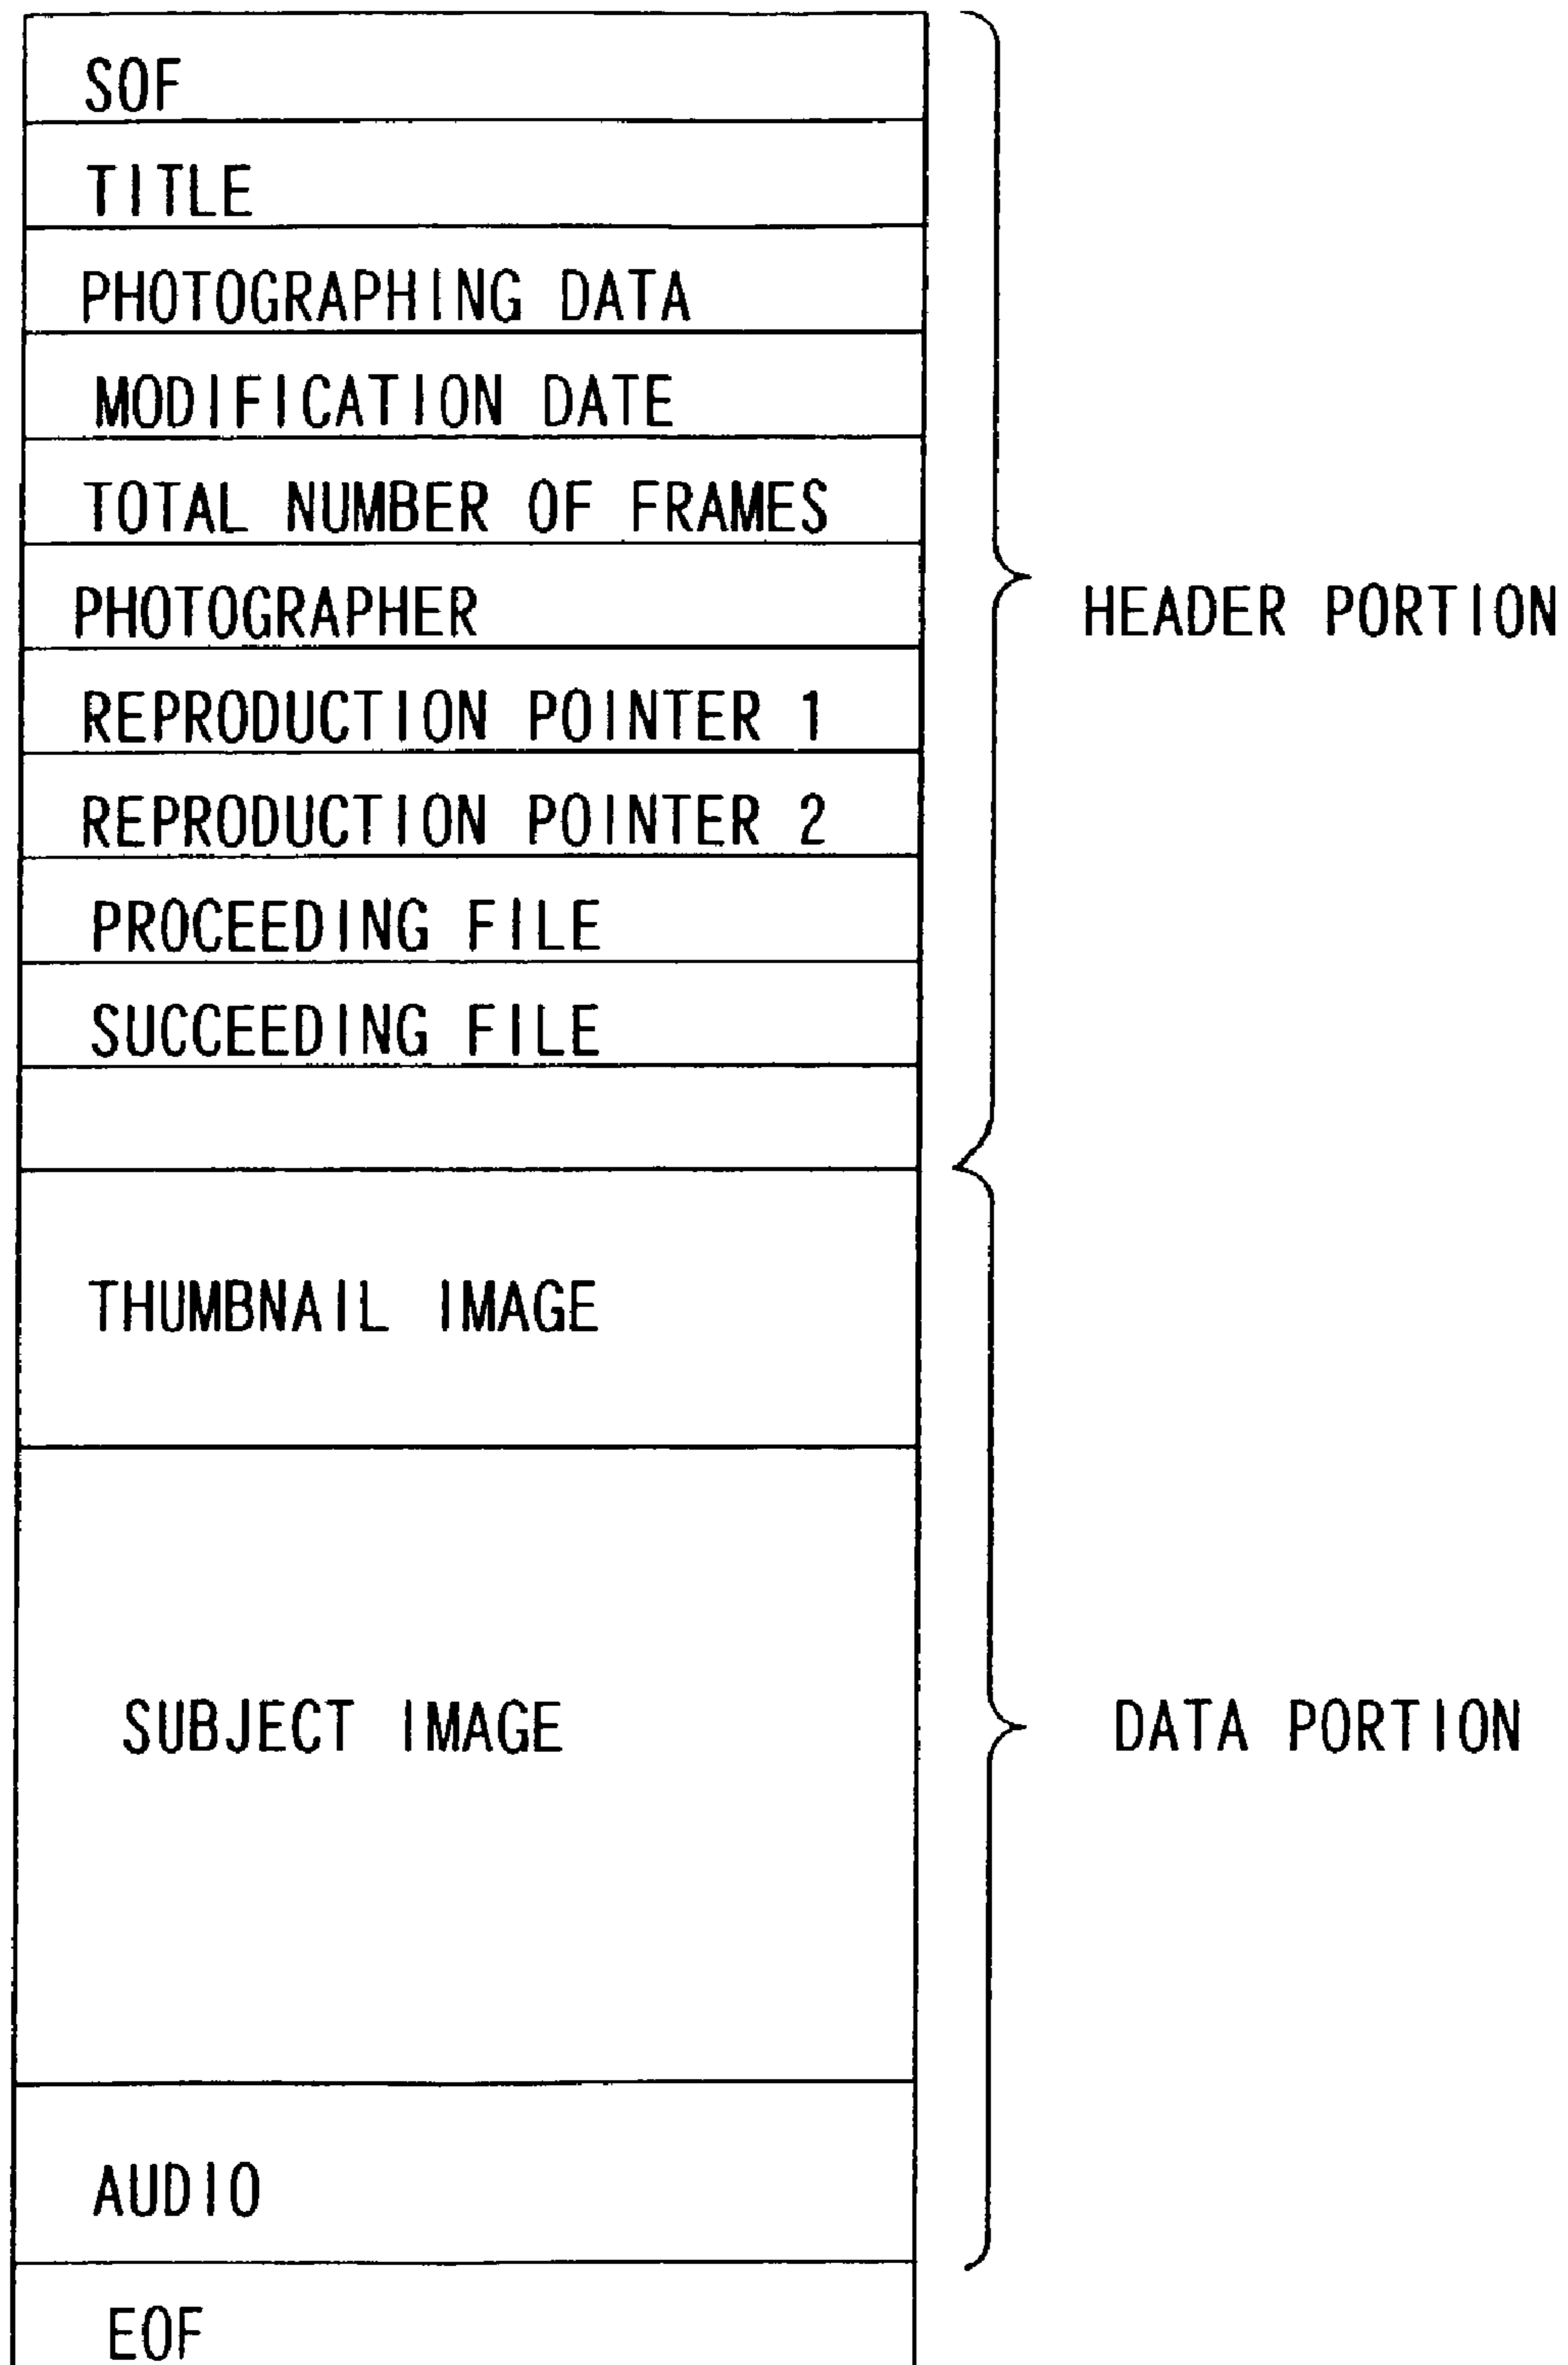 SOF
TITLE
PHOTOGRAPHING DATA
MODIFICATION DATE
TOTAL NUMBER OF FRAMES
PHOTOGRAPHER
HEADER PORTION
REPRODUCTION POINTER 1
REPRODUCTION POINTER 2
PROCEEDING FILE
SUCCEEDING FILE
THUMBNAIL IMAGE
SUBJECT IMAGE
DATA PORTION
AUDIO
EOF